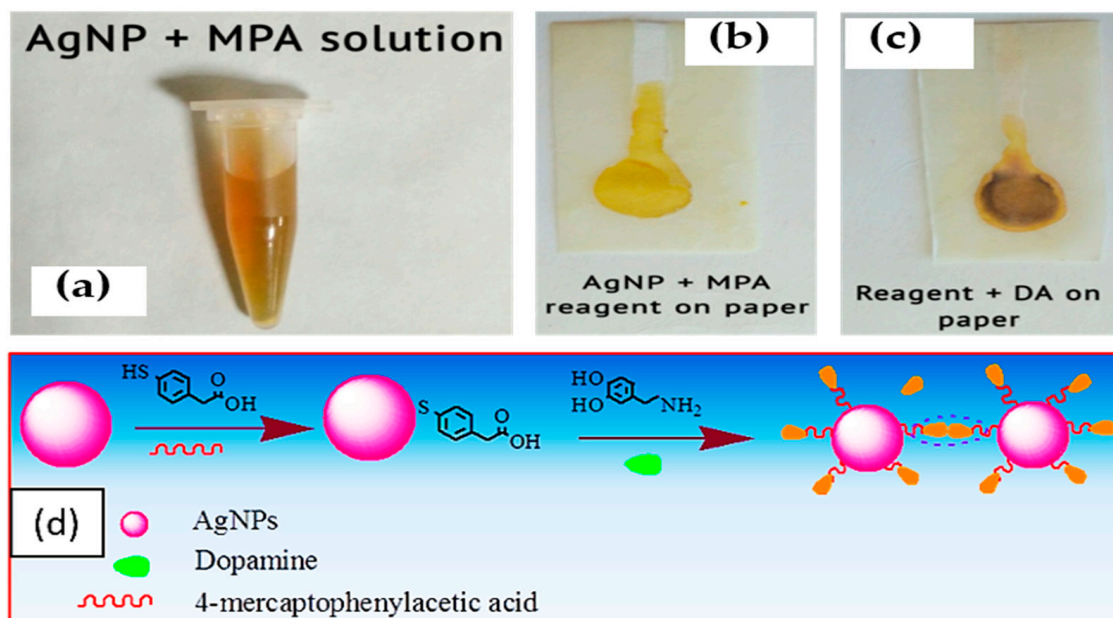 AgNP + MPA solution
(a)
(b)
AgNP + MPA
reagent on paper
(c)
Reagent + DA on
paper
HS
O
OH
S
O
OH
HO
HO
NH2
(d)
AgNPs
Dopamine
4-mercaptophenylacetic acid